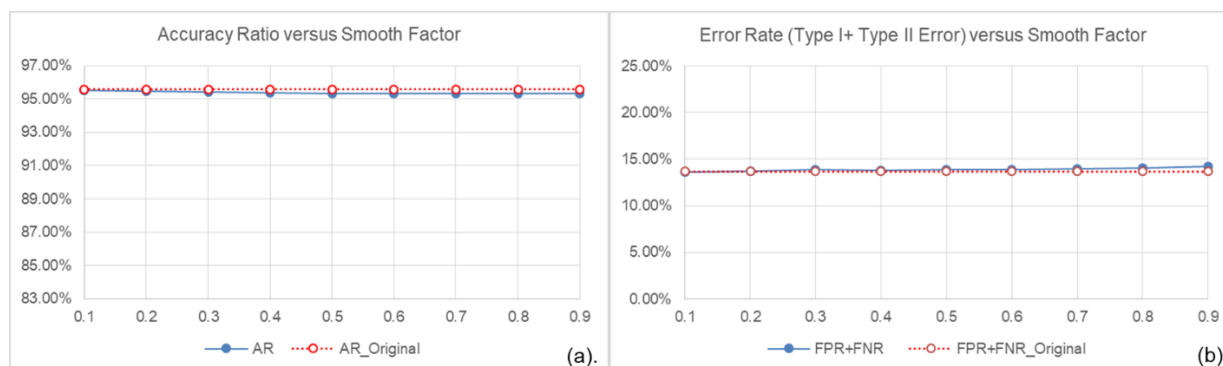 Accuracy Ratio versus Smooth Factor
97.00%
95.00%
93.00%
91.00%
89.00%
87.00%
85.00%
83.00%
0.1 0.2 0.3 0.4 0.5 0.6 0.7 0.8 0.9
AR AR_Original
(a).
Error Rate (Type I+ Type II Error) versus Smooth Factor
25.00%
20.00%
15.00%
10.00%
5.00%
0.00%
0.1 0.2 0.3 0.4 0.5 0.6 0.7 0.8 0.9
FPR+FNR FPR+FNR_Original
(b)